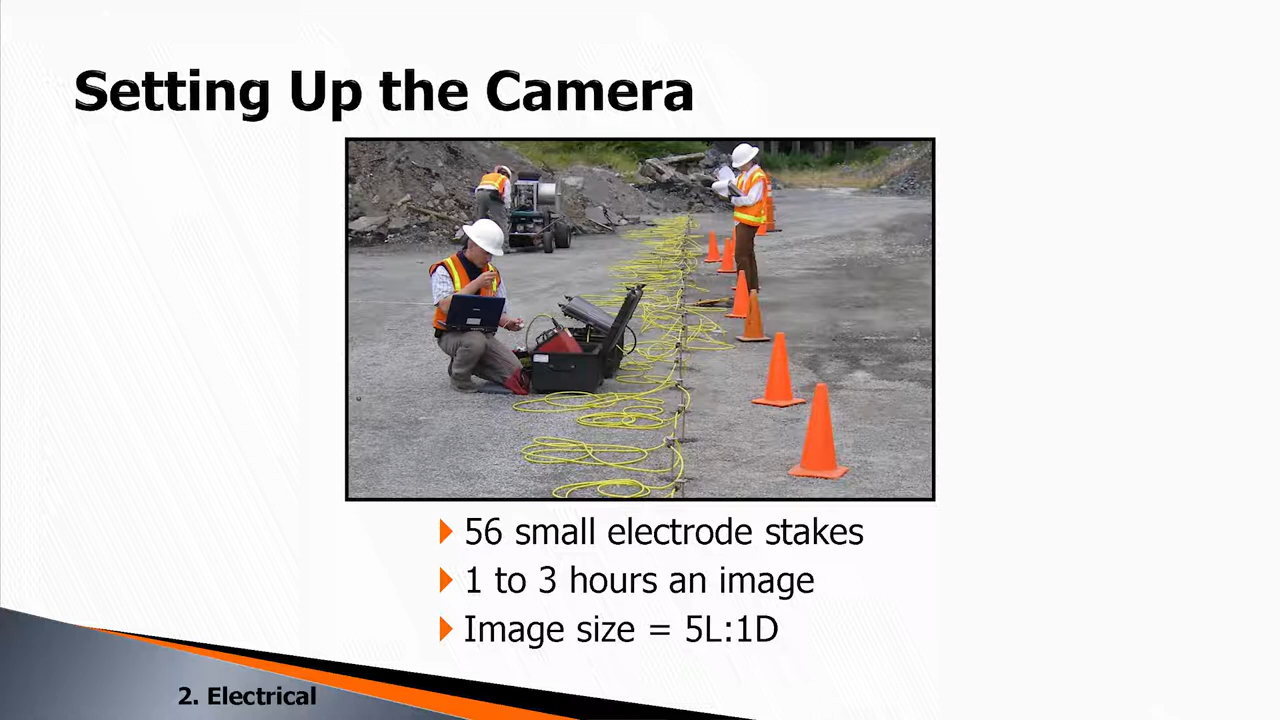 Setting Up the Camera
56 small electrode stakes
1 to 3 hours an image
Image size = 5L:1D
2. Electrical